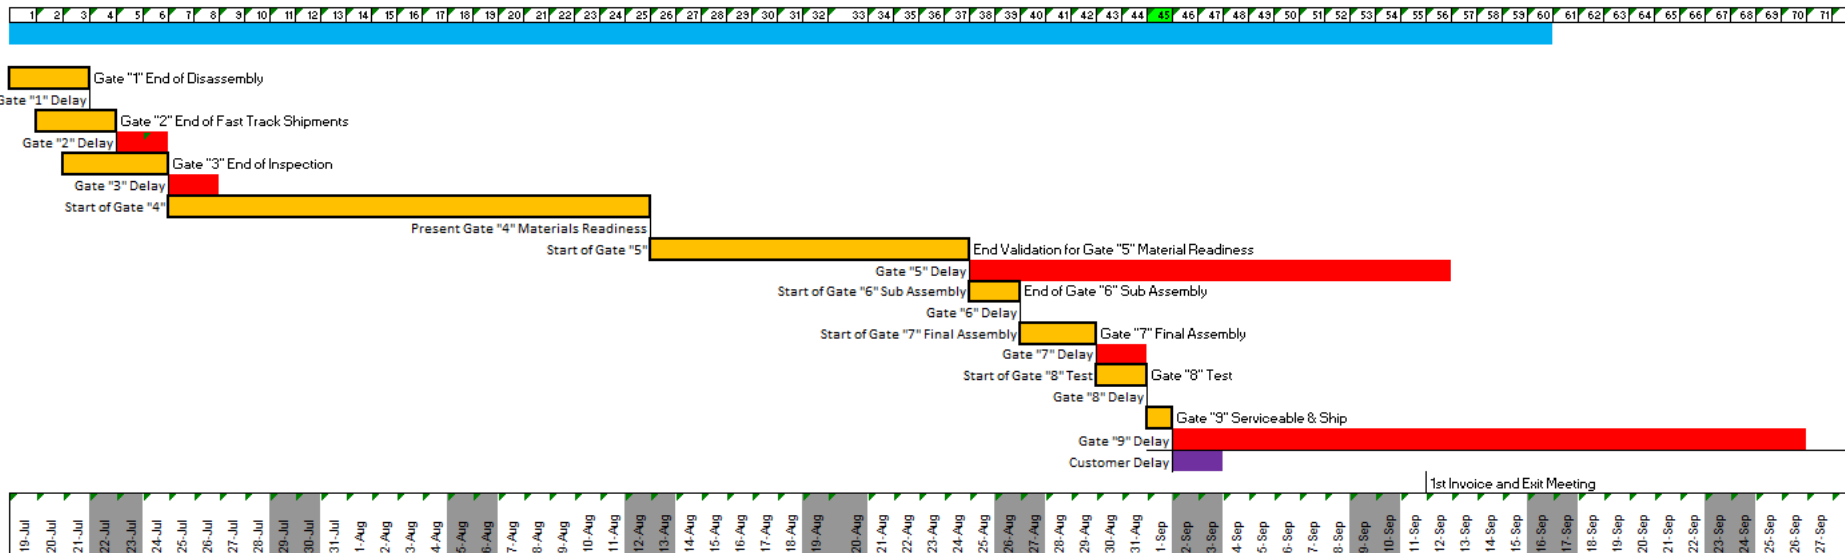 1 2 3 4 5 6 7 8 9 10 11 12 13 14 15 16 17 18 19 20 21 22 23 24 25 26 27 28 29 30 31 32 33 34 35 36 37 38 39 40 41 42 43 44 45 46 47 48 49 50 51 52 53 54 55 56 57 58 59 60 61 62 63 64 65 66 67 68 69 70 71
Gate "1" End of Disassembly
Gate "1" Delay
Gate "2" End of Fast Track Shipments
Gate "2" Delay
Gate "3" End of Inspection
Gate "3" Delay
Start of Gate "4"
Present Gate "4" Materials Readiness
Start of Gate "5" End Validation for Gate "5" Material Readiness
Gate "5" Delay
Start of Gate "6" Sub Assembly End of Gate "6" Sub Assembly
Gate "6" Delay
Start of Gate "7" Final Assembly Gate "7" Final Assembly
Gate "7" Delay
Start of Gate "8" Test Gate "8" Test
Gate "8" Delay
Gate "9" Serviceable & Ship
Gate "9" Delay
Customer Delay
1st Invoice and Exit Meeting
19-Jul 20-Jul 21-Jul 22-Jul 23-Jul 24-Jul 25-Jul 26-Jul 27-Jul 28-Jul 29-Jul 30-Jul 31-Jul 1-Aug 2-Aug 3-Aug 4-Aug 5-Aug 6-Aug 7-Aug 8-Aug 9-Aug 10-Aug 11-Aug 12-Aug 13-Aug 14-Aug 15-Aug 16-Aug 17-Aug 18-Aug 19-Aug 20-Aug 21-Aug 22-Aug 23-Aug 24-Aug 25-Aug 26-Aug 27-Aug 28-Aug 29-Aug 30-Aug 31-Aug 1-Sep 2-Sep 3-Sep 4-Sep 5-Sep 6-Sep 7-Sep 8-Sep 9-Sep 10-Sep 11-Sep 12-Sep 13-Sep 14-Sep 15-Sep 16-Sep 17-Sep 18-Sep 19-Sep 20-Sep 21-Sep 22-Sep 23-Sep 24-Sep 25-Sep 26-Sep 27-Sep